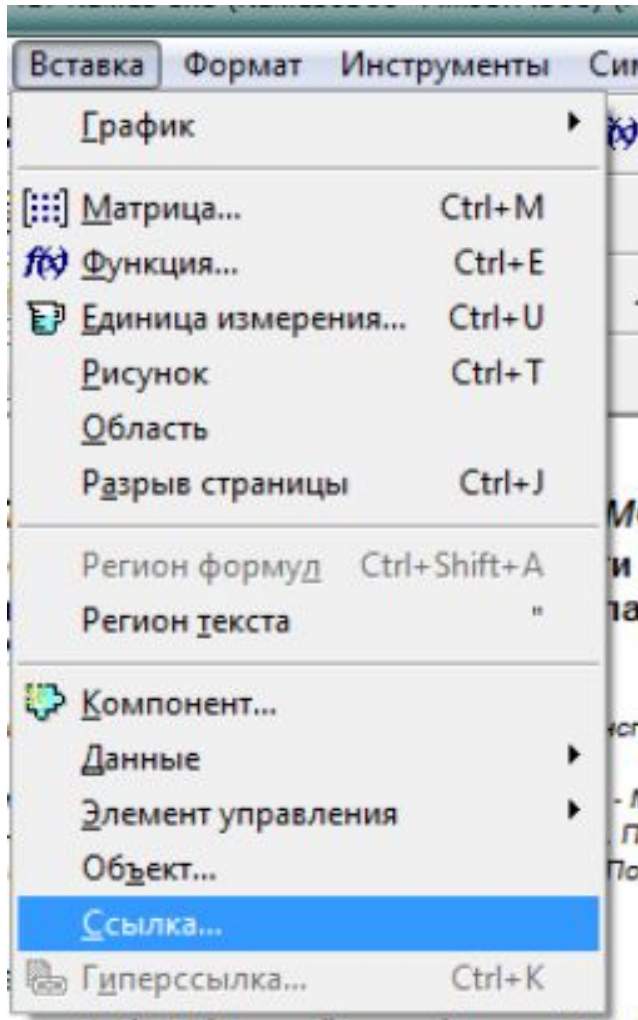 Вставка Формат Инструменты
График
Матрица... Ctrl+M
Функция... Ctrl+E
Единица измерения... Ctrl+U
Рисунок Ctrl+T
Область
Разрыв страницы Ctrl+J
Регион формул Ctrl+Shift+A
Регион текста "
Компонент...
Данные
Элемент управления
Объект...
Ссылка...
Гиперссылка... Ctrl+K